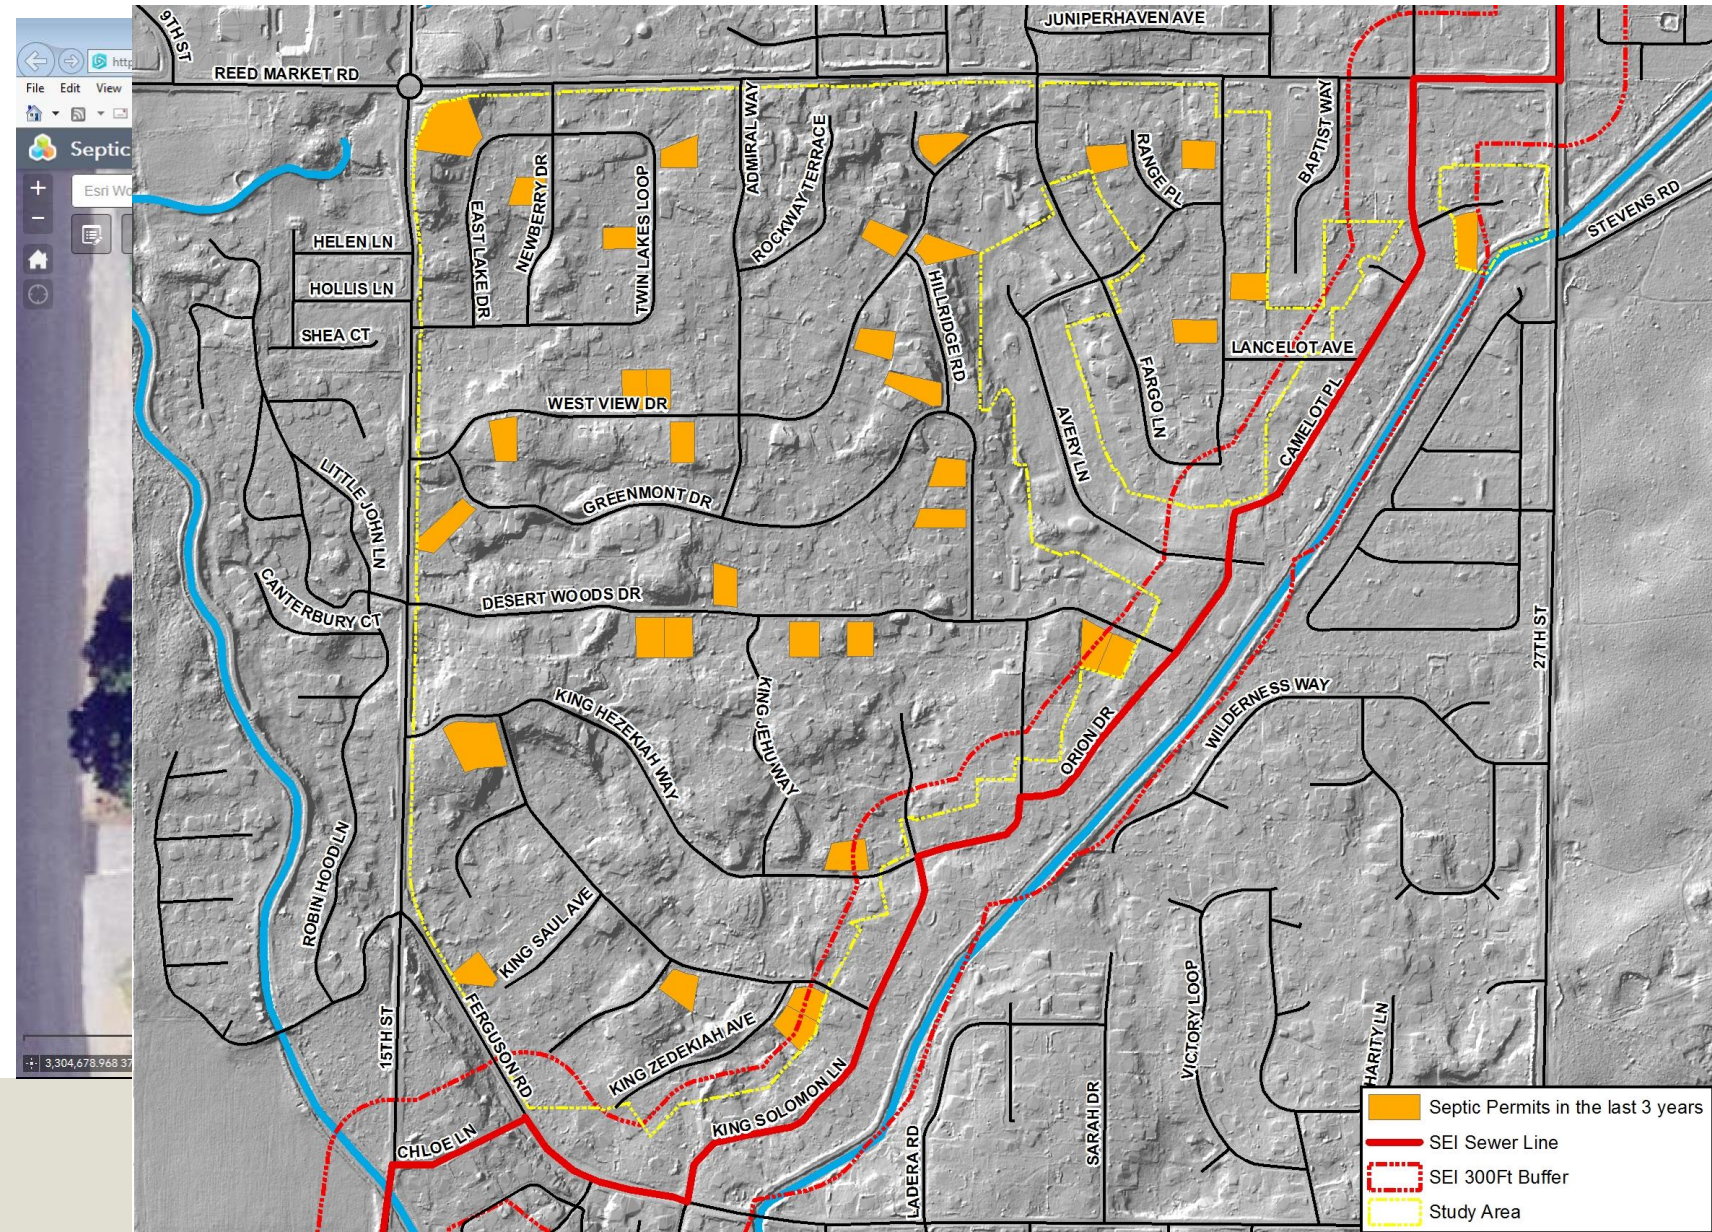 http
File Edit View
Septic
Esri Wo
3,304,678.968 37
9TH ST
REED MARKET RD
JUNIPERHAVEN AVE
ADMIRAL WAY
ROCKWAY TERRACE
RANGE PL
BAPTIST WAY
STEVENS RD
HELEN LN
HOLLIS LN
SHEA CT
EAST LAKE DR
NEWBERRY DR
TWIN LAKES LOOP
HILLRIDGE RD
LANCELOT AVE
FARGO LN
AVERY LN
CAMELOT PL
WEST VIEW DR
GREENMONT DR
LITTLE JOHN LN
CANTERBURY CT
DESERT WOODS DR
27TH ST
KING HEZEKIAH WAY
KING JEHU WAY
ORION DR
WILDERNESS WAY
ROBIN HOOD LN
KING SAUL AVE
FERGUSON RD
15TH ST
KING ZEDEKIAH AVE
KING SOLOMON LN
CHLOE LN
LADERA RD
SARAH DR
VICTORY LOOP
HARITY LN
Septic Permits in the last 3 years
SEI Sewer Line
SEI 300Ft Buffer
Study Area